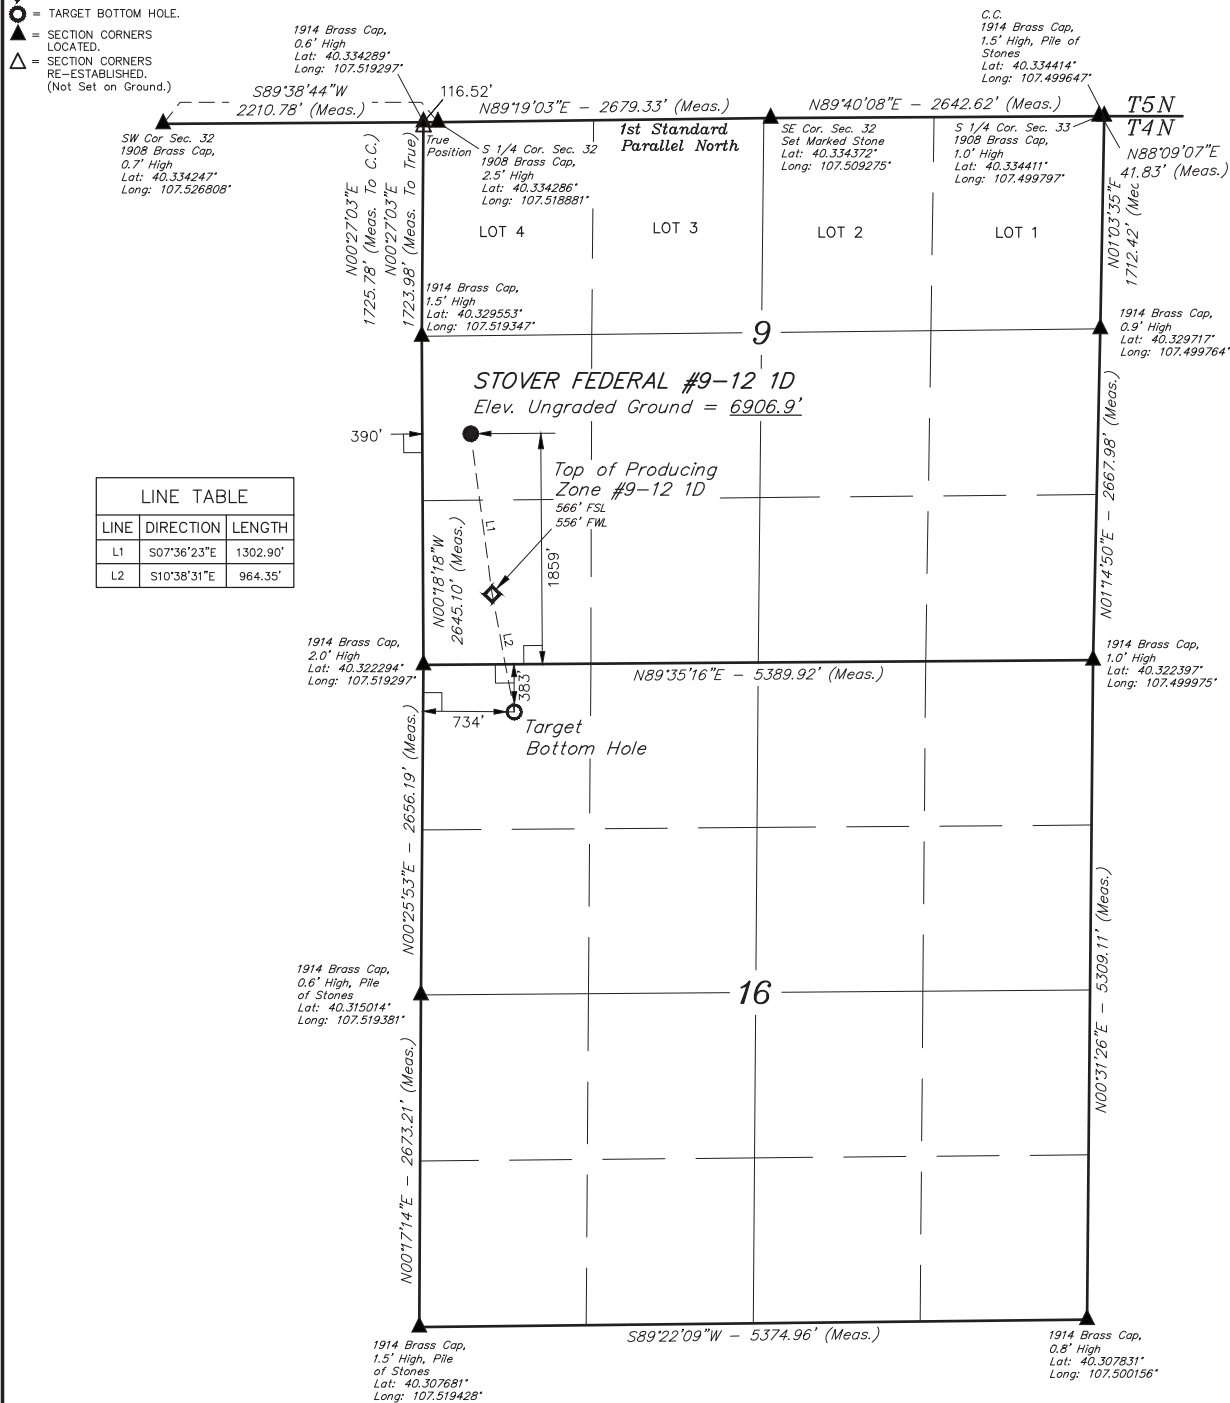 = TARGET BOTTOM HOLE.
= SECTION CORNERS
LOCATED.
= SECTION CORNERS
RE-ESTABLISHED.
(Not Set on Ground.)
1914 Brass Cap,
0.6' High
Lat: 40.334289°
Long: 107.519297°
C.C.
1914 Brass Cap,
1.5' High, Pile of
Stones
Lat: 40.334414°
Long: 107.499647°
S89°38'44"W
2210.78' (Meas.)
116.52'
N89°19'03"E - 2679.33' (Meas.)
N89°40'08"E - 2642.62' (Meas.)
T5N
T4N
SW Cor Sec. 32
1908 Brass Cap,
0.7' High
Lat: 40.334247°
Long: 107.526808°
True
Position
S 1/4 Cor. Sec. 32
1908 Brass Cap,
2.5' High
Lat: 40.334286°
Long: 107.518881°
1st Standard
Parallel North
SE Cor. Sec. 32
Set Marked Stone
Lat: 40.334372°
Long: 107.509275°
S 1/4 Cor. Sec. 33
1908 Brass Cap,
1.0' High
Lat: 40.334411°
Long: 107.499797°
N88°09'07"E
41.83' (Meas.)
N00°27'03"E
1725.78' (Meas. To C.C.)
N00°27'03"E
1723.98' (Meas. To True)
N01°03'35"E
1712.42' (Mec
LOT 4
LOT 3
LOT 2
LOT 1
1914 Brass Cap,
1.5' High
Lat: 40.329553°
Long: 107.519347°
9
1914 Brass Cap,
0.9' High
Lat: 40.329717°
Long: 107.499764°
STOVER FEDERAL #9-12 1D
Elev. Ungraded Ground = 6906.9'
390'
Top of Producing
Zone #9-12 1D
566' FSL
556' FWL
L1
1859'
L2
N00°18'18"W
2645.10' (Meas.)
N01°14'50"E - 2667.98' (Meas.)
LINE TABLE
LINE DIRECTION LENGTH
L1 S07°36'23"E 1302.90'
L2 S10°38'31"E 964.35'
1914 Brass Cap,
2.0' High
Lat: 40.322294°
Long: 107.519297°
N89°35'16"E - 5389.92' (Meas.)
1914 Brass Cap,
1.0' High
Lat: 40.322397°
Long: 107.499975°
383'
734'
Target
Bottom Hole
N00°25'53"E - 2656.19' (Meas.)
1914 Brass Cap,
0.6' High, Pile
of Stones
Lat: 40.315014°
Long: 107.519381°
16
N00°31'26"E - 5309.11' (Meas.)
N00°17'14"E - 2673.21' (Meas.)
S89°22'09"W - 5374.96' (Meas.)
1914 Brass Cap,
1.5' High, Pile
of Stones
Lat: 40.307681°
Long: 107.519428°
1914 Brass Cap,
0.8' High
Lat: 40.307831°
Long: 107.500156°